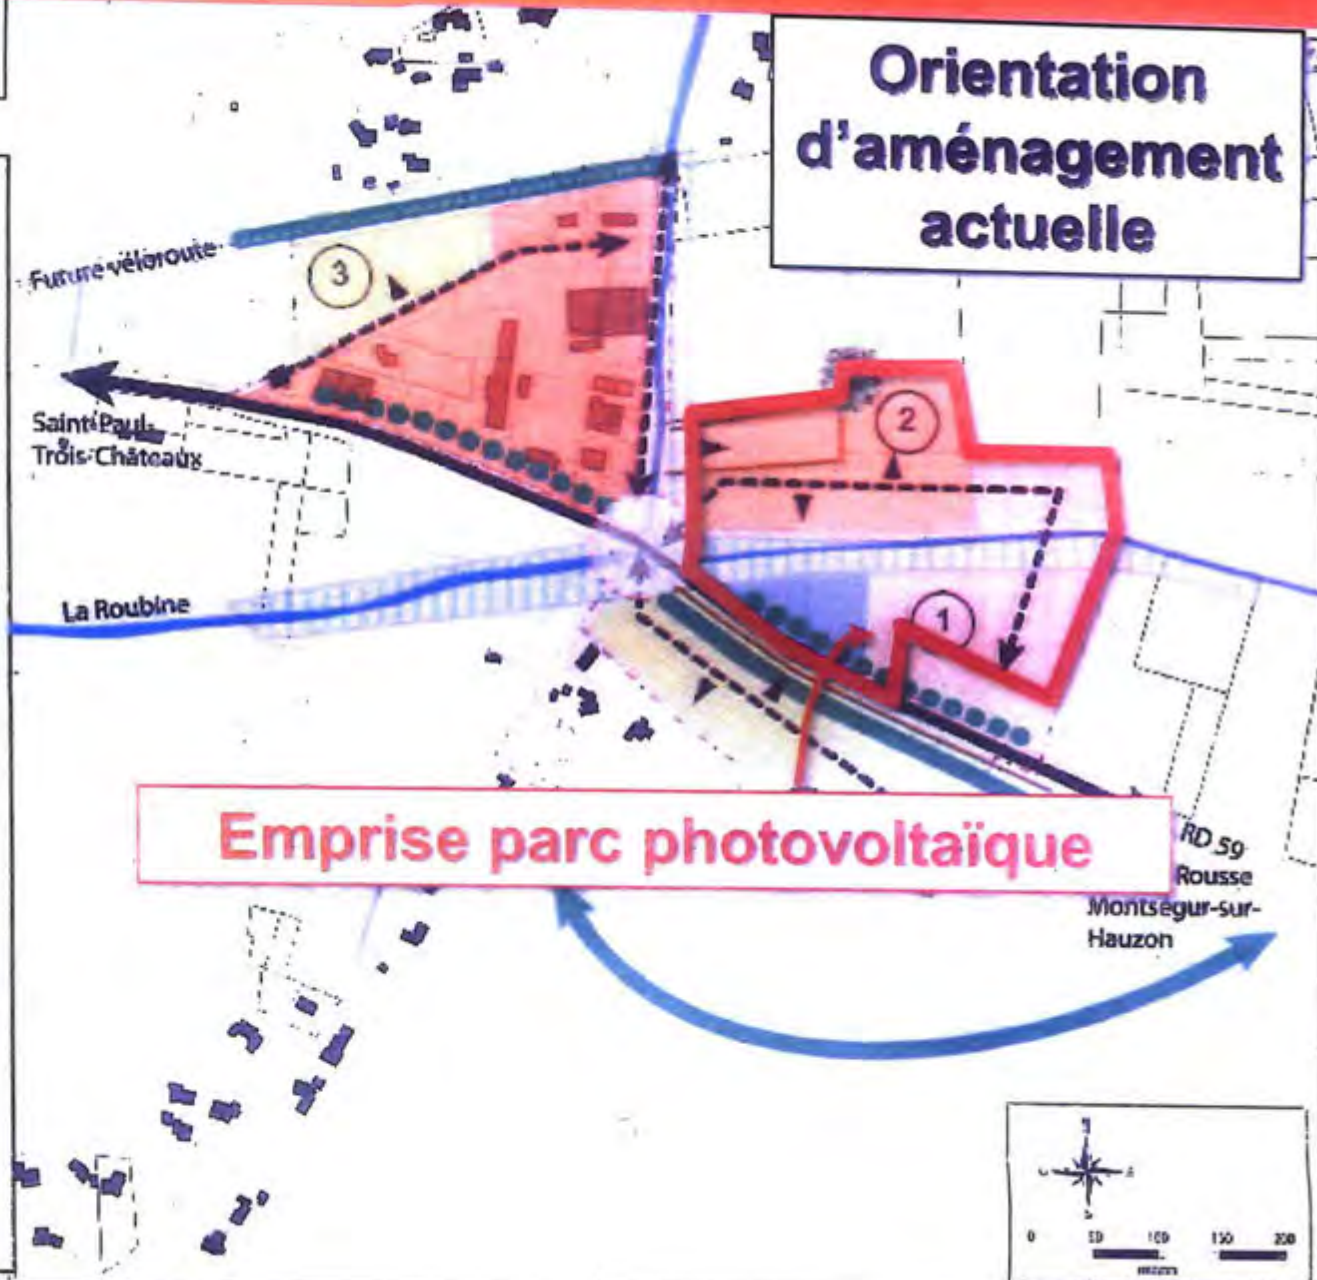 Orientation
d'aménagement
actuelle
Future véloroute
3
2
Saint-Paul-
Trois-Châteaux
La Roubine
1
Emprise parc photovoltaïque
RD 59
Rousse
Montségur-sur-
Hauzon
0 50 100 150 200